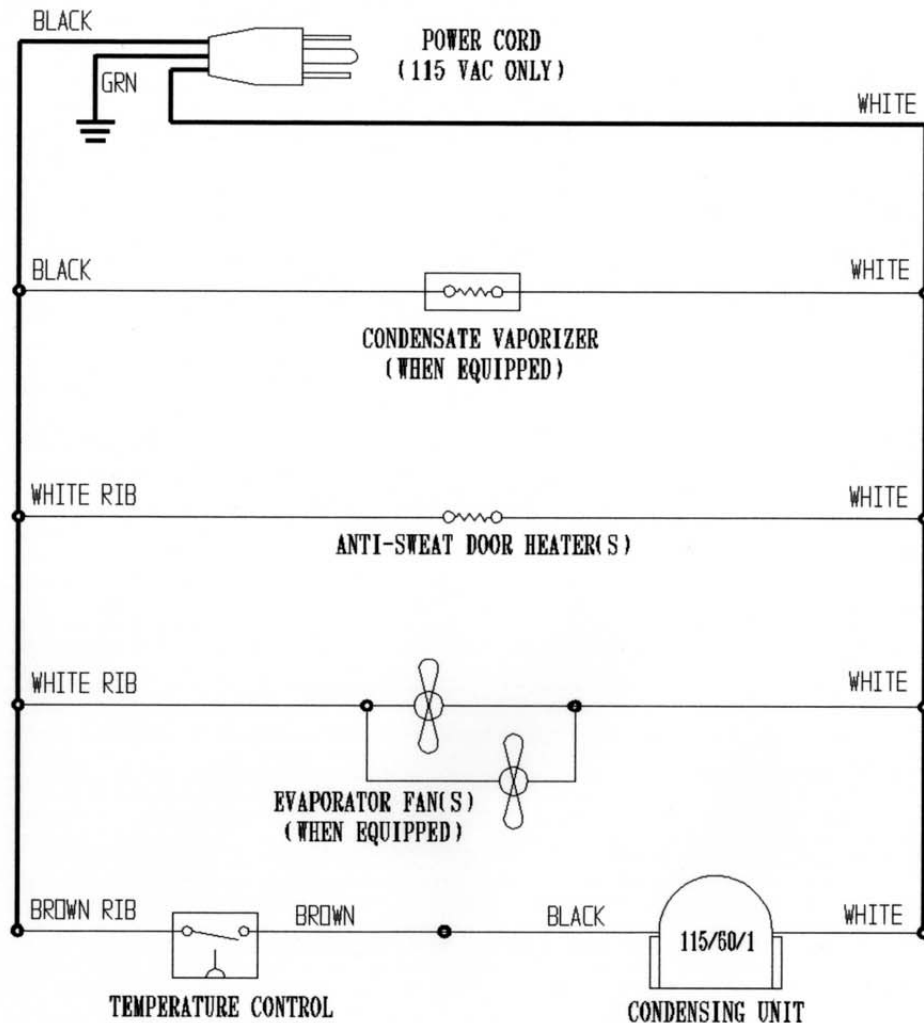 BLACK
POWER CORD
(115 VAC ONLY)
GRN
WHITE
BLACK
WHITE
CONDENSATE VAPORIZER
(WHEN EQUIPPED)
WHITE RIB
WHITE
ANTI-SWEAT DOOR HEATER(S)
WHITE RIB
WHITE
EVAPORATOR FAN(S)
(WHEN EQUIPPED)
BROWN RIB
BROWN
BLACK
115/60/1
WHITE
TEMPERATURE CONTROL
CONDENSING UNIT